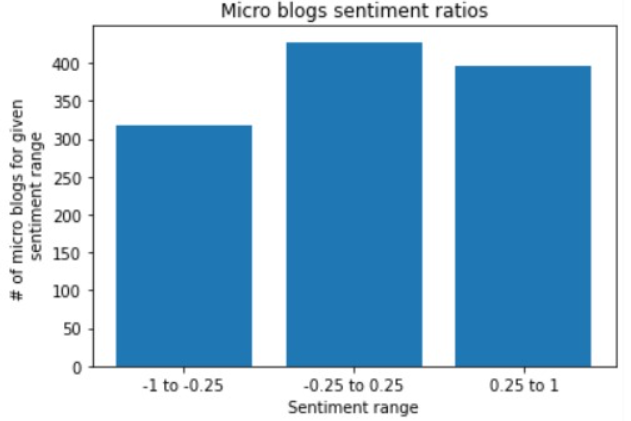 Micro blogs sentiment ratios
# of micro blogs for given
sentiment range
400
350
300
250
200
150
100
50
0
-1 to -0.25
-0.25 to 0.25
0.25 to 1
Sentiment range